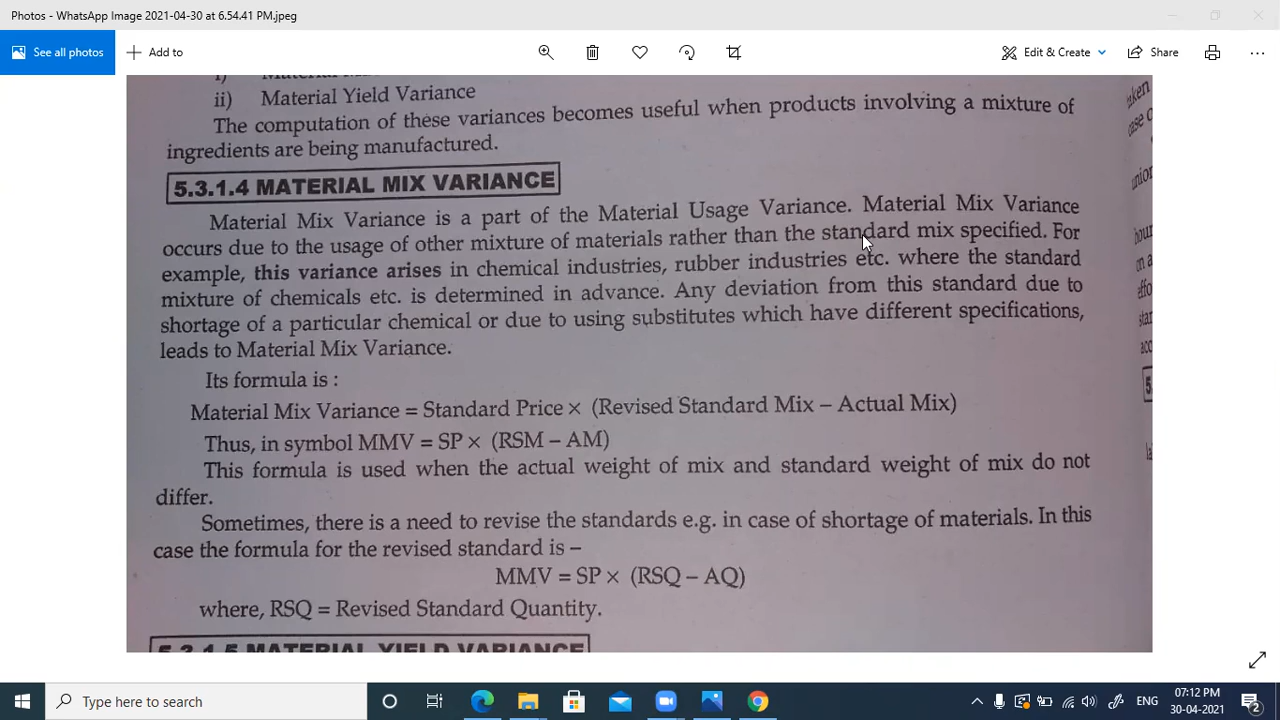 Photos - WhatsApp Image 2021-04-30 at 6.54.41 PM.jpeg
See all photos
Add to
Edit & Create
Share
ii) Material Yield Variance
The computation of these variances becomes useful when products involving a mixture of
ingredients are being manufactured.
5.3.1.4 MATERIAL MIX VARIANCE
Material Mix Variance is a part of the Material Usage Variance. Material Mix Variance
occurs due to the usage of other mixture of materials rather than the standard mix specified. For
example, this variance arises in chemical industries, rubber industries etc. where the standard
mixture of chemicals etc. is determined in advance. Any deviation from this standard due to
shortage of a particular chemical or due to using substitutes which have different specifications,
leads to Material Mix Variance.
Its formula is :
Material Mix Variance = Standard Price × (Revised Standard Mix – Actual Mix)
Thus, in symbol MMV = SP × (RSM – AM)
This formula is used when the actual weight of mix and standard weight of mix do not
differ.
Sometimes, there is a need to revise the standards e.g. in case of shortage of materials. In this
case the formula for the revised standard is –
MMV = SP × (RSQ – AQ)
where, RSQ = Revised Standard Quantity.
MATERIAL YIELD VARIANCE
Type here to search
ENG
07:12 PM
30-04-2021
2